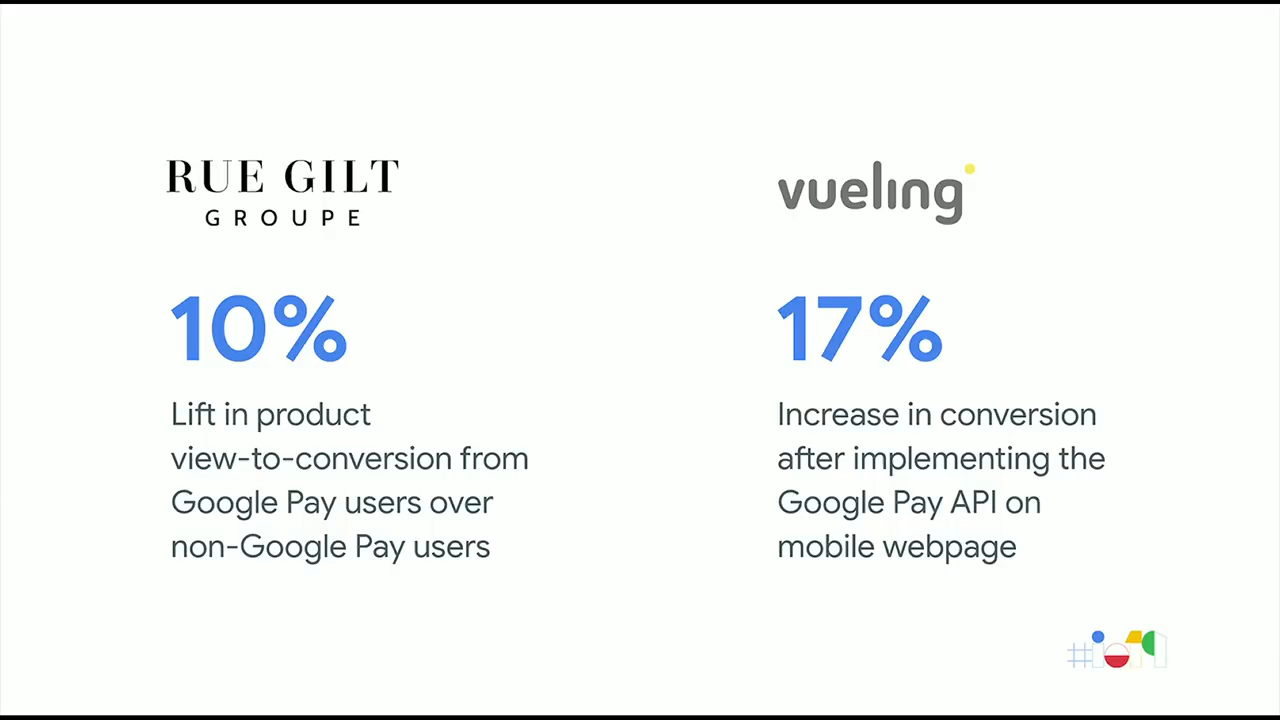 RUE GILT
GROUPE
10%
Lift in product
view-to-conversion from
Google Pay users over
non-Google Pay users
vueling
17%
Increase in conversion
after implementing the
Google Pay API on
mobile webpage
#io19